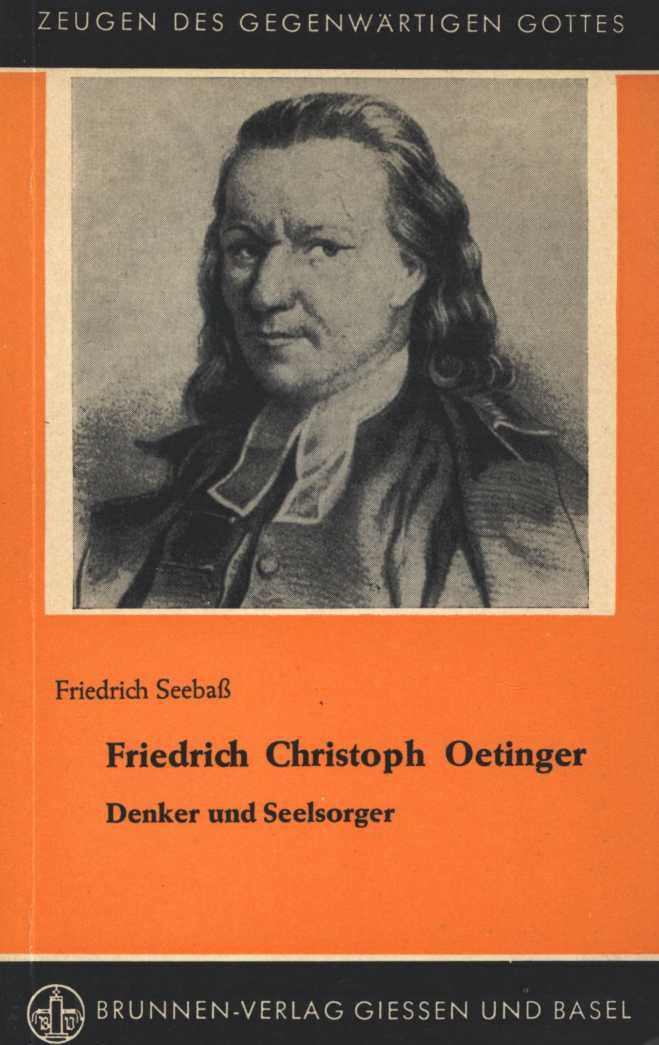 ZEUGEN DES GEGENWÄRTIGEN GOTTES
Friedrich Seebaß
Friedrich Christoph Oetinger
Denker und Seelsorger
B V
BRUNNEN-VERLAG GIESSEN UND BASEL